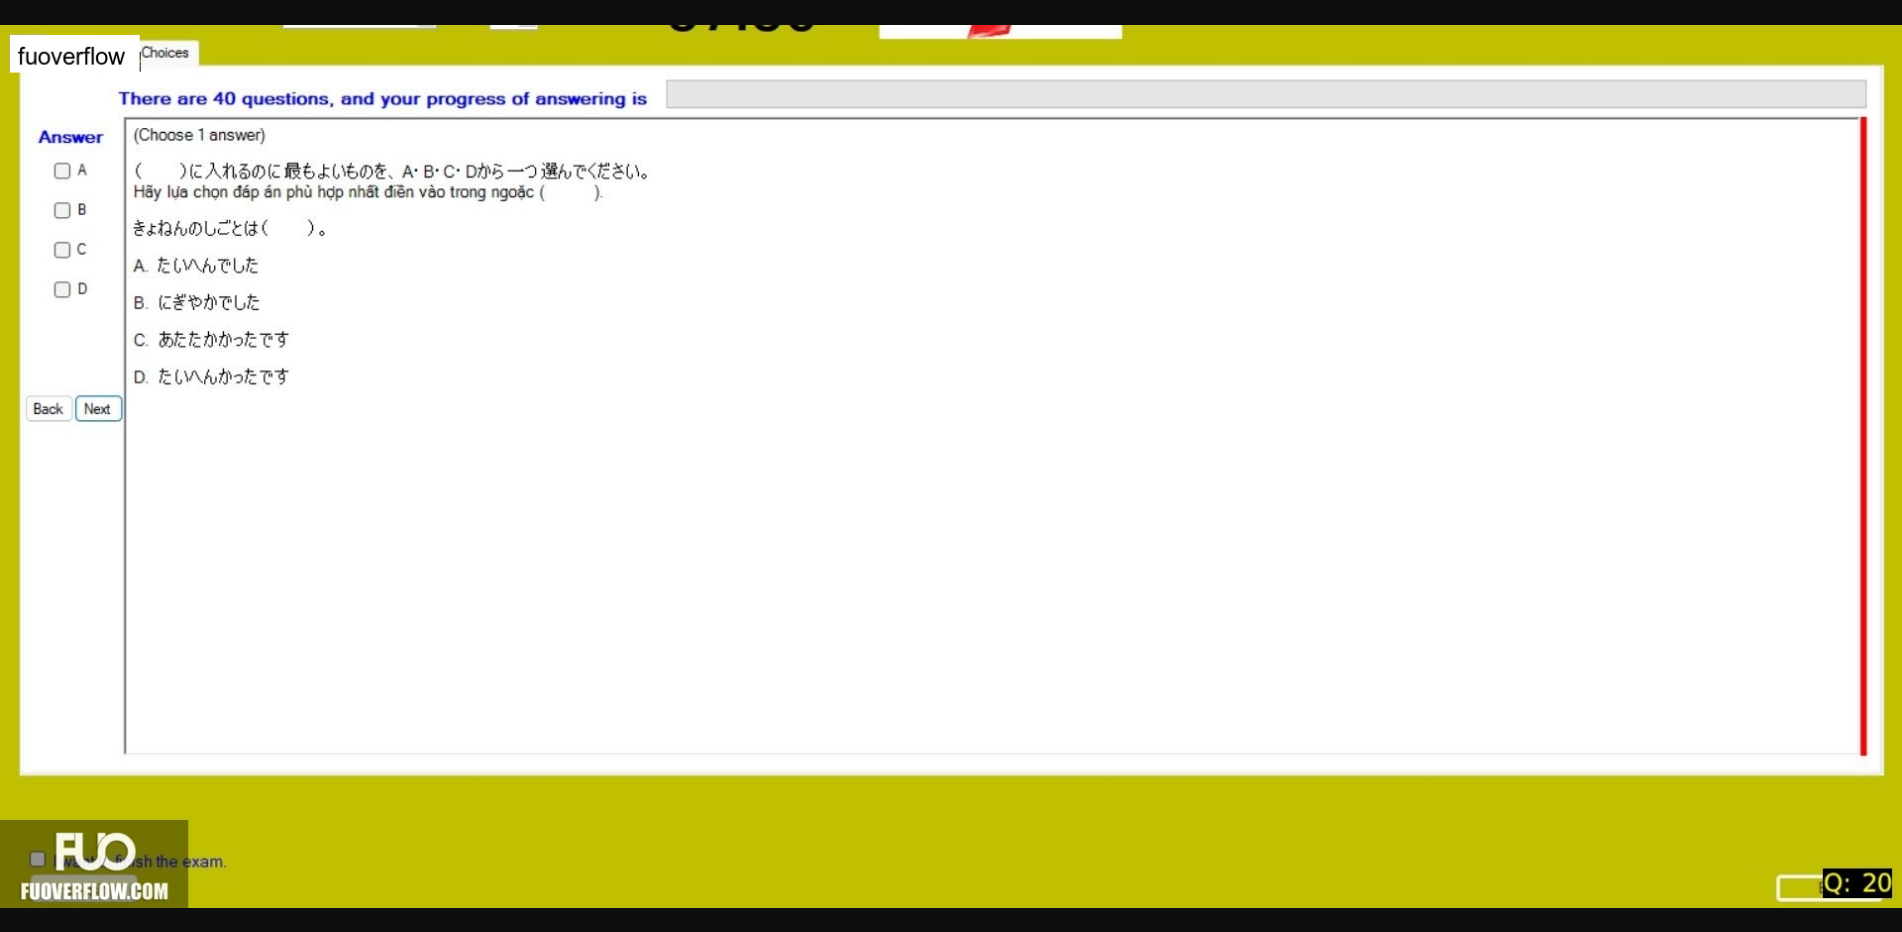 fuoverflow
Choices
There are 40 questions, and your progress of answering is
Answer
(Choose 1 answer)
A
(　　)に入れるのに最もよいものを、A・B・C・Dから一つ選んでください。
Hãy lựa chọn đáp án phù hợp nhất điền vào trong ngoặc (　　).
B
きょねんのしごとは(　　)。
C
A. たいへんでした
D
B. にぎやかでした
C. あたたかかったです
D. たいへんかったです
Back Next
FUO
finish the exam.
FUOVERFLOW.COM
Q: 20